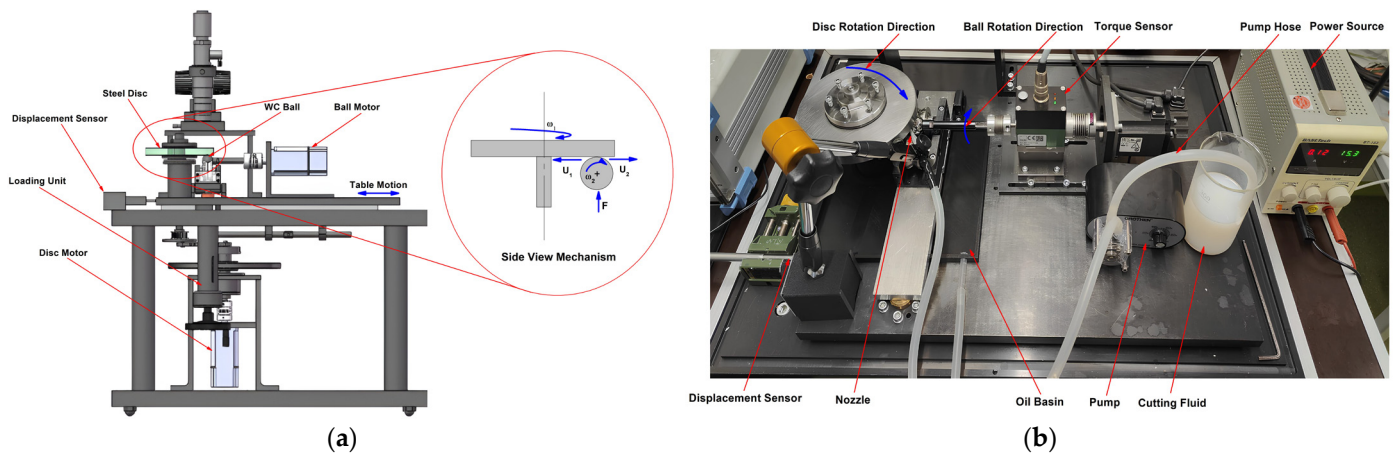 Steel Disc
WC Ball
Ball Motor
Displacement Sensor
Loading Unit
Table Motion
Disc Motor
ω₁
U₁
ω₂
U₂
F
Side View Mechanism
(a)
Disc Rotation Direction
Ball Rotation Direction
Torque Sensor
Pump Hose
Power Source
Displacement Sensor
Nozzle
Oil Basin
Pump
Cutting Fluid
(b)